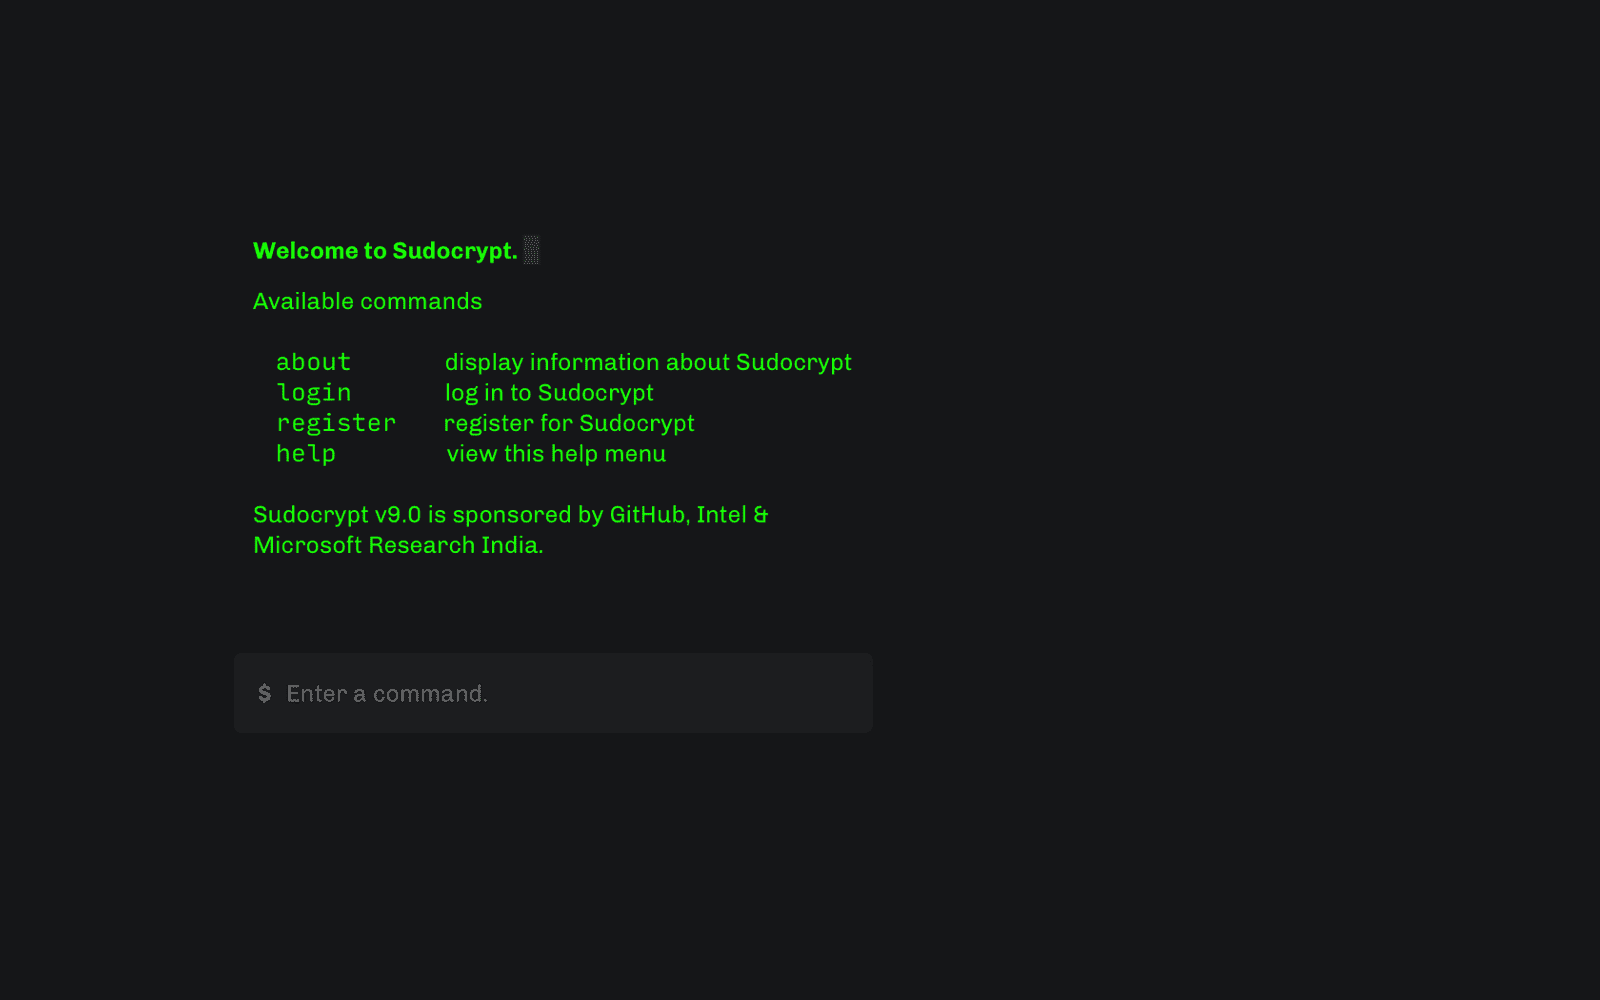 Welcome to Sudocrypt. ░
Available commands
about display information about Sudocrypt
login log in to Sudocrypt
register register for Sudocrypt
help view this help menu
Sudocrypt v9.0 is sponsored by GitHub, Intel &
Microsoft Research India.
$ Enter a command.